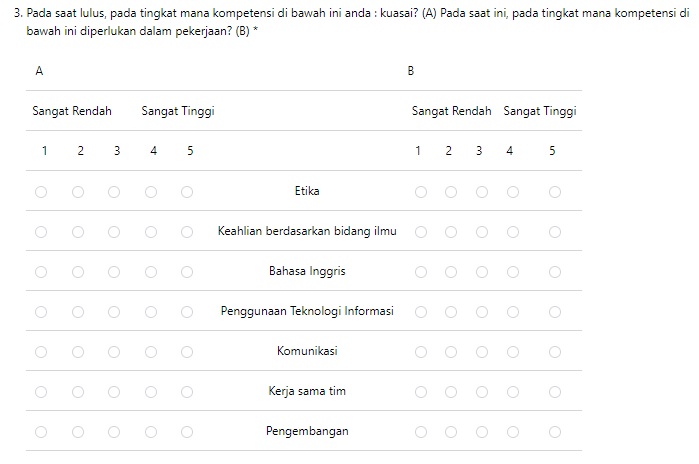 3. Pada saat lulus, pada tingkat mana kompetensi di bawah ini anda : kuasai? (A) Pada saat ini, pada tingkat mana kompetensi di
bawah ini diperlukan dalam pekerjaan? (B) *
A B
Sangat Rendah Sangat Tinggi Sangat Rendah Sangat Tinggi
1 2 3 4 5 1 2 3 4 5
Etika
Keahlian berdasarkan bidang ilmu
Bahasa Inggris
Penggunaan Teknologi Informasi
Komunikasi
Kerja sama tim
Pengembangan